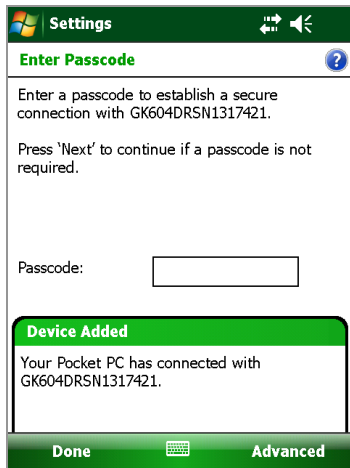 Settings
Enter Passcode
?
Enter a passcode to establish a secure
connection with GK604DRSN1317421.
Press 'Next' to continue if a passcode is not
required.
Passcode:
Device Added
Your Pocket PC has connected with
GK604DRSN1317421.
Done Advanced